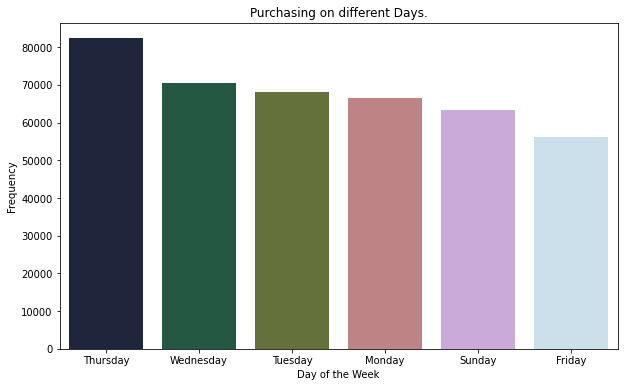 Purchasing on different Days.
80000
70000
60000
50000
40000
30000
20000
10000
0
Frequency
Thursday Wednesday Tuesday Monday Sunday Friday
Day of the Week